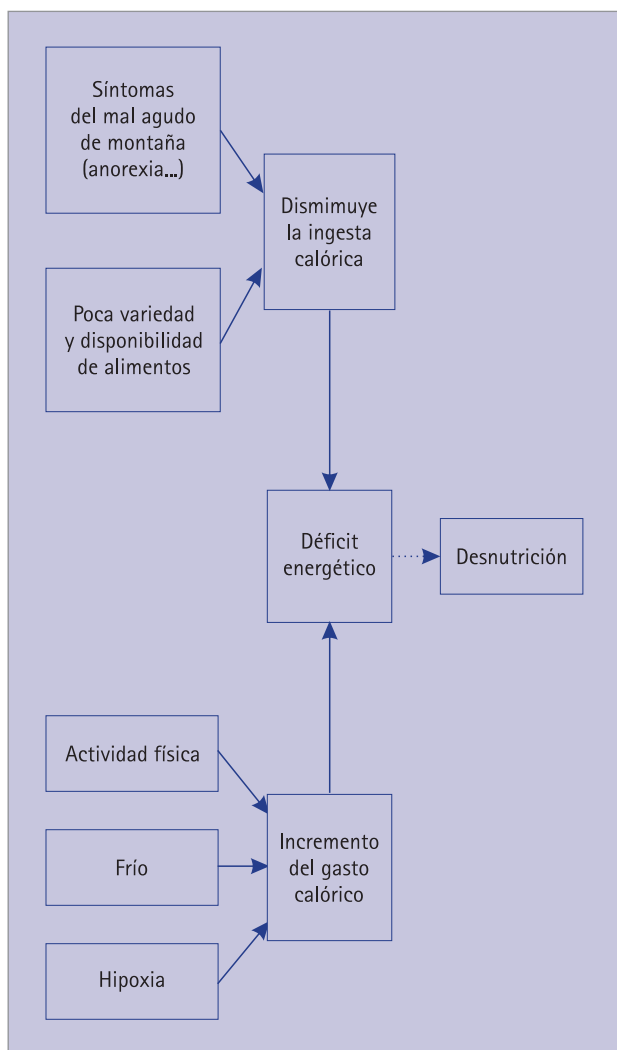 Síntomas
del mal agudo
de montaña
(anorexia...)
Dismimuye
la ingesta
calórica
Poca variedad
y disponibilidad
de alimentos
Déficit
energético
Desnutrición
Actividad física
Incremento
del gasto
calórico
Frío
Hipoxia